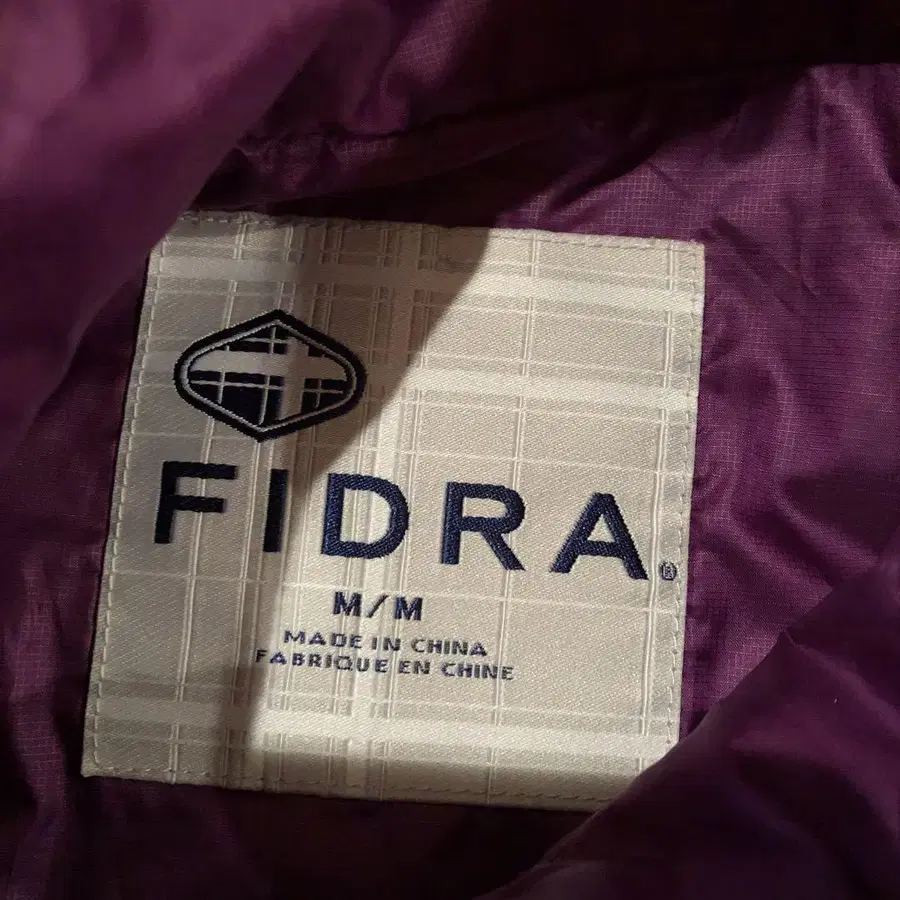 FIDRA®
M/M
MADE IN CHINA
FABRIQUE EN CHINE